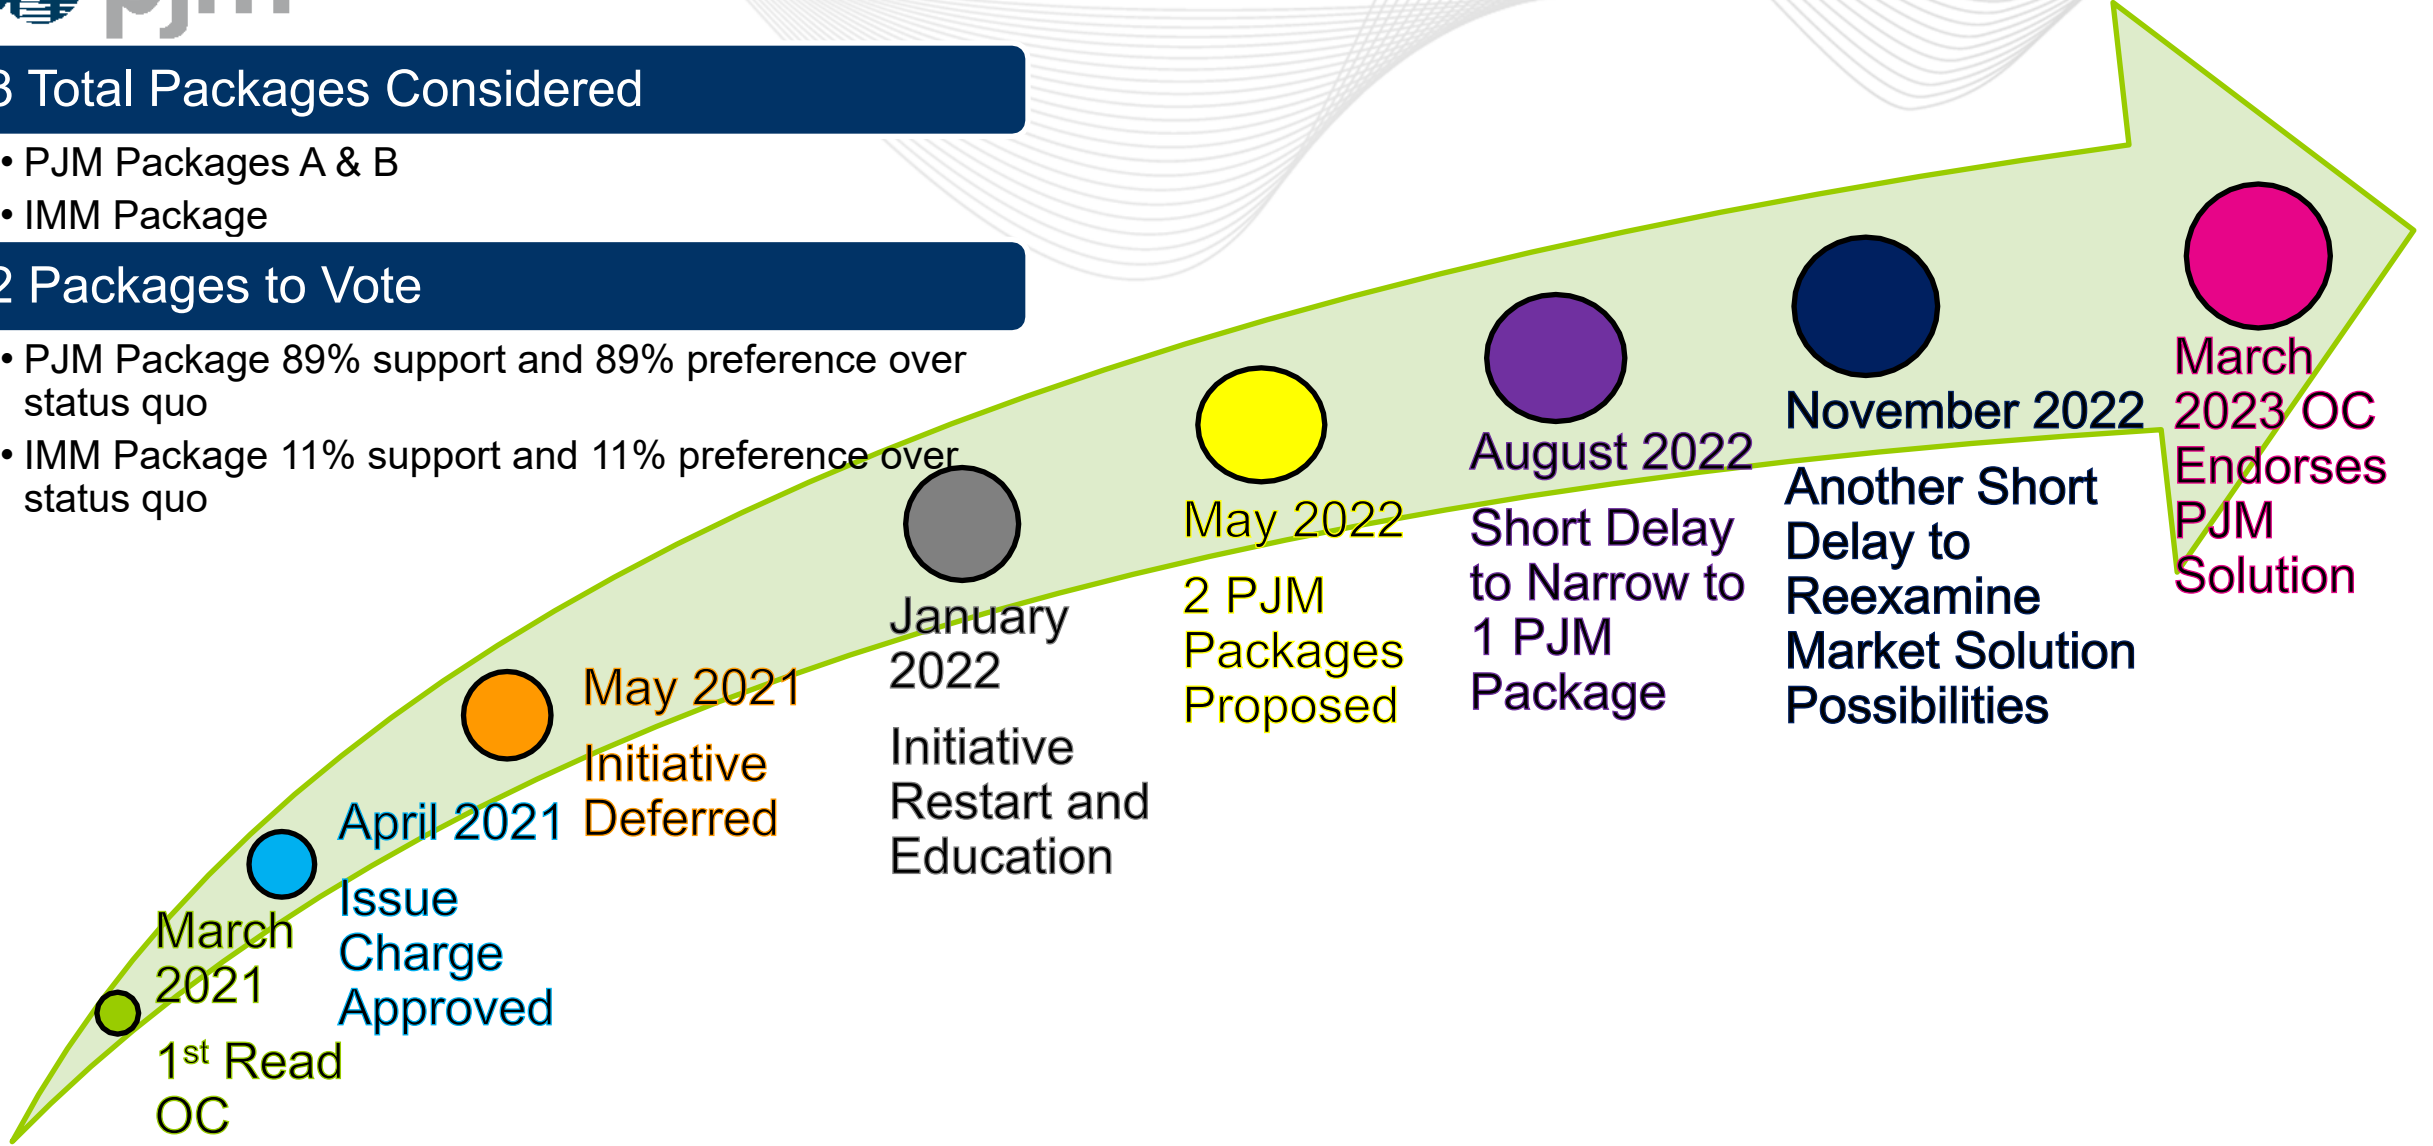 pjm
3 Total Packages Considered
• PJM Packages A & B
• IMM Package
2 Packages to Vote
• PJM Package 89% support and 89% preference over
status quo
• IMM Package 11% support and 11% preference over
status quo
March
2021
1st Read
OC
April 2021
Issue
Charge
Approved
May 2021
Initiative
Deferred
January
2022
Initiative
Restart and
Education
May 2022
2 PJM
Packages
Proposed
August 2022
Short Delay
to Narrow to
1 PJM
Package
November 2022
Another Short
Delay to
Reexamine
Market Solution
Possibilities
March
2023 OC
Endorses
PJM
Solution